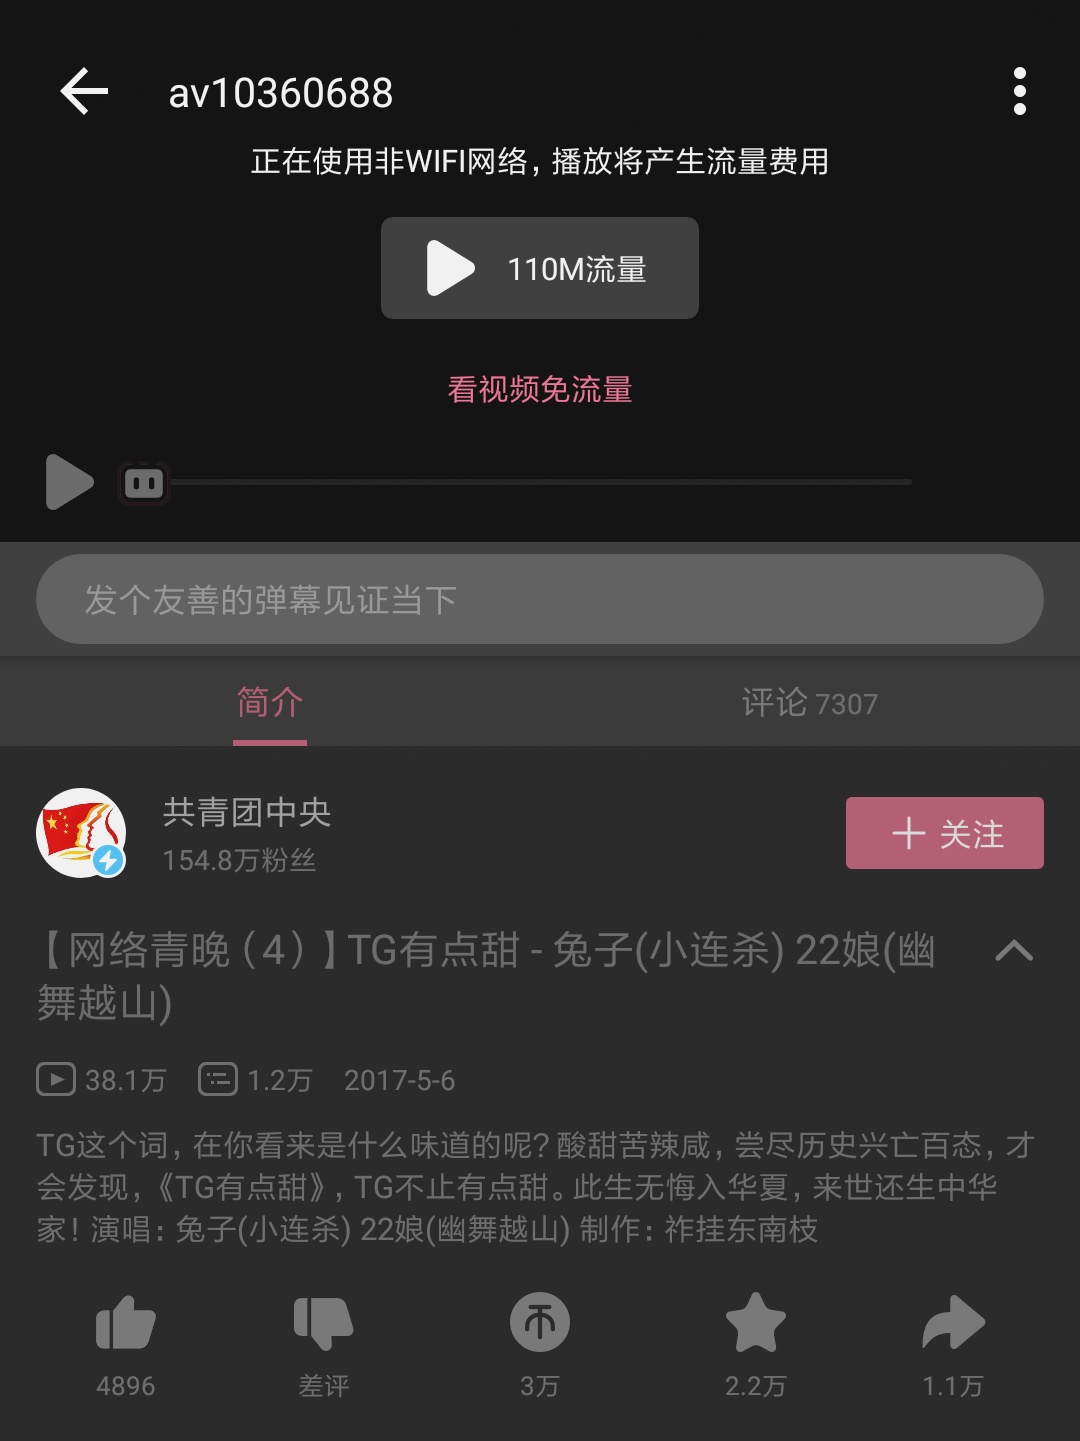 av10360688
正在使用非WIFI网络，播放将产生流量费用
110M流量
看视频免流量
发个友善的弹幕见证当下
简介
评论 7307
共青团中央
154.8万粉丝
关注
【网络青晚（4）】TG有点甜 - 兔子(小连杀) 22娘(幽
舞越山)
38.1万 1.2万 2017-5-6
TG这个词，在你看来是什么味道的呢？酸甜苦辣咸，尝尽历史兴亡百态，才
会发现，《TG有点甜》，TG不止有点甜。此生无悔入华夏，来世还生中华
家！演唱：兔子(小连杀) 22娘(幽舞越山) 制作：祚挂东南枝
4896 差评 3万 2.2万 1.1万